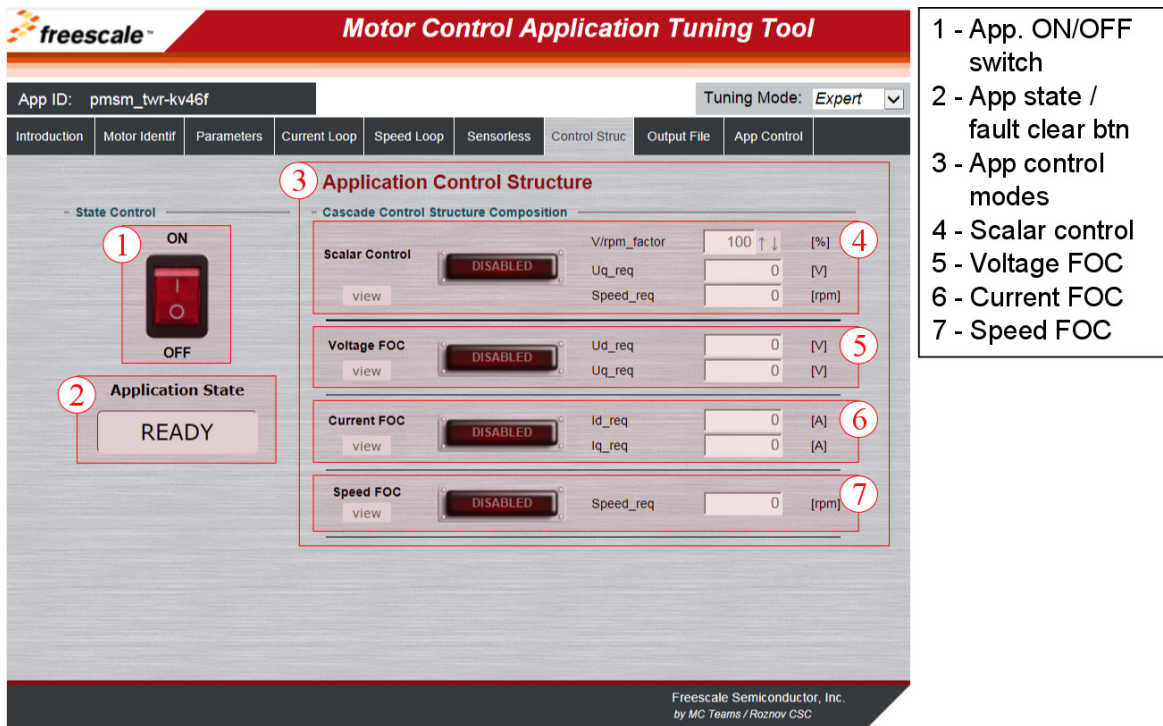 freescale™
Motor Control Application Tuning Tool
App ID: pmsm_twr-kv46f
Tuning Mode: Expert
Introduction Motor Identif Parameters Current Loop Speed Loop Sensorless Control Struc Output File App Control
3 Application Control Structure
State Control
1
ON
I
O
OFF
2
Application State
READY
Cascade Control Structure Composition
4
Scalar Control DISABLED V/rpm_factor 100 ↑↓ [%]
Uq_req 0 [V]
view Speed_req 0 [rpm]
5
Voltage FOC DISABLED Ud_req 0 [V]
view Uq_req 0 [V]
6
Current FOC DISABLED Id_req 0 [A]
view Iq_req 0 [A]
7
Speed FOC DISABLED Speed_req 0 [rpm]
view
Freescale Semiconductor, Inc.
by MC Teams / Roznov CSC
1 - App. ON/OFF
switch
2 - App state /
fault clear btn
3 - App control
modes
4 - Scalar control
5 - Voltage FOC
6 - Current FOC
7 - Speed FOC